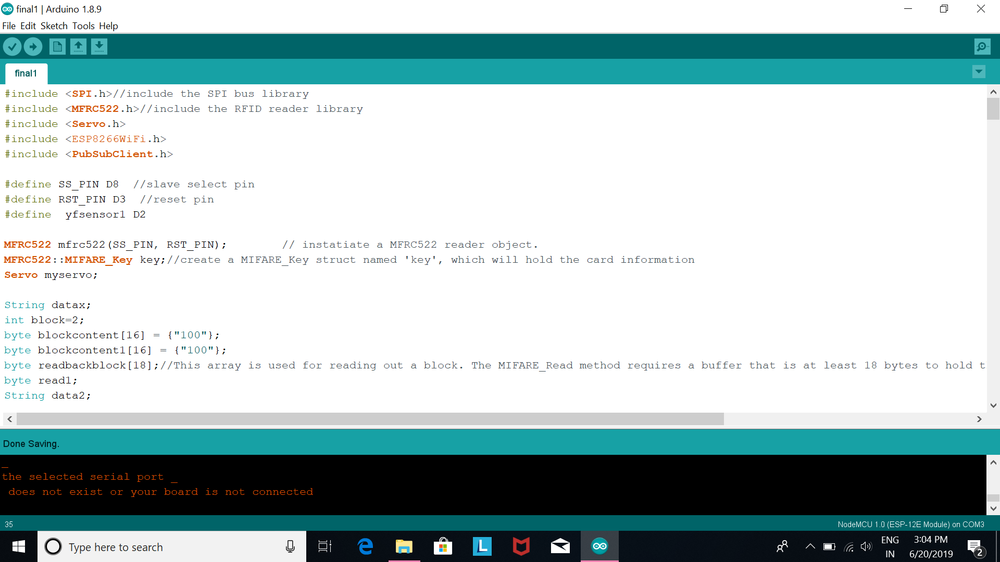 final1 | Arduino 1.8.9
File Edit Sketch Tools Help
final1
#include <SPI.h>//include the SPI bus library
#include <MFRC522.h>//include the RFID reader library
#include <Servo.h>
#include <ESP8266WiFi.h>
#include <PubSubClient.h>
#define SS_PIN D8  //slave select pin
#define RST_PIN D3  //reset pin
#define  yfsensor1 D2
MFRC522 mfrc522(SS_PIN, RST_PIN);        // instatiate a MFRC522 reader object.
MFRC522::MIFARE_Key key;//create a MIFARE_Key struct named 'key', which will hold the card information
Servo myservo;
String datax;
int block=2;
byte blockcontent[16] = {"100"};
byte blockcontent1[16] = {"100"};
byte readbackblock[18];//This array is used for reading out a block. The MIFARE_Read method requires a buffer that is at least 18 bytes to hold t
byte read1;
String data2;
Done Saving.
_
the selected serial port _
does not exist or your board is not connected
35
NodeMCU 1.0 (ESP-12E Module) on COM3
Type here to search
L
ENG
IN
3:04 PM
6/20/2019
2